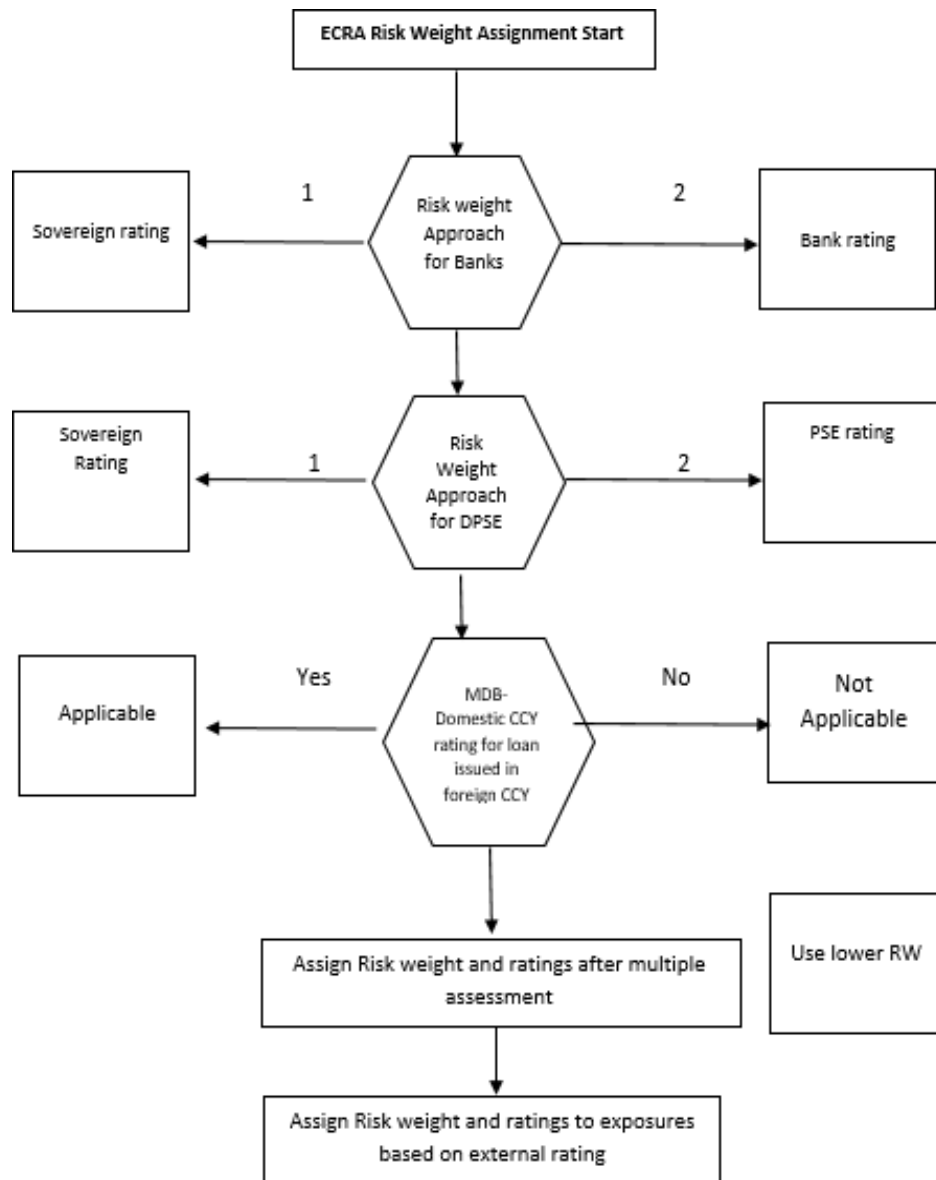 ECRA Risk Weight Assignment Start
1
2
Sovereign rating
Risk weight
Approach
for Banks
Bank rating
Sovereign
Rating
1
Risk
Weight
Approach
for DPSE
2
PSE rating
Yes
No
Applicable
MDB-
Domestic CCY
rating for loan
issued in
foreign CCY
Not
Applicable
Use lower RW
Assign Risk weight and ratings after multiple
assessment
Assign Risk weight and ratings to exposures
based on external rating